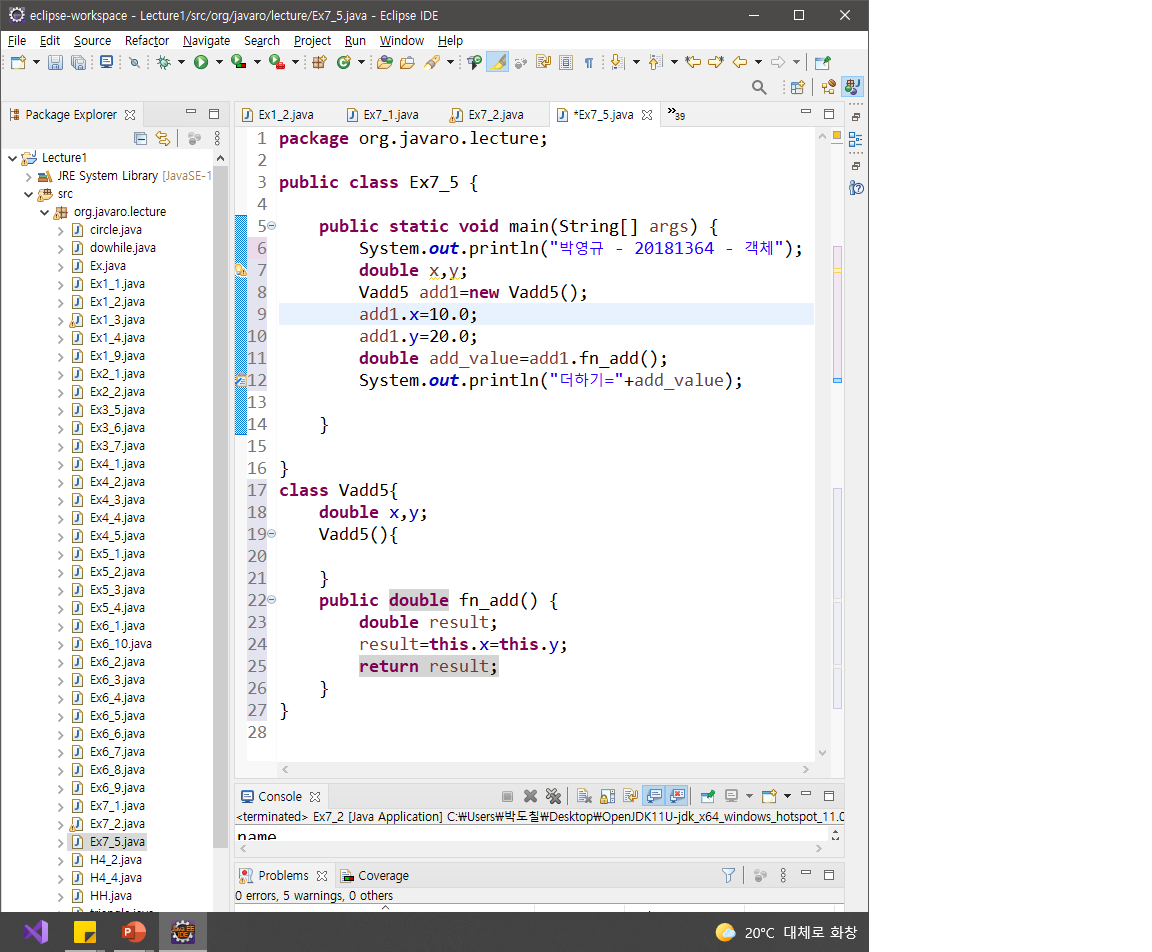 eclipse-workspace - Lecture1/src/org/javaro/lecture/Ex7_5.java - Eclipse IDE
File Edit Source Refactor Navigate Search Project Run Window Help
Package Explorer
Lecture1
JRE System Library [JavaSE-1
src
org.javaro.lecture
circle.java
dowhile.java
Ex.java
Ex1_1.java
Ex1_2.java
Ex1_3.java
Ex1_4.java
Ex1_9.java
Ex2_1.java
Ex2_2.java
Ex3_5.java
Ex3_6.java
Ex3_7.java
Ex4_1.java
Ex4_2.java
Ex4_3.java
Ex4_4.java
Ex4_5.java
Ex5_1.java
Ex5_2.java
Ex5_3.java
Ex5_4.java
Ex6_1.java
Ex6_10.java
Ex6_2.java
Ex6_3.java
Ex6_4.java
Ex6_5.java
Ex6_6.java
Ex6_7.java
Ex6_8.java
Ex6_9.java
Ex7_1.java
Ex7_2.java
Ex7_5.java
H4_2.java
H4_4.java
HH.java
triangle.java
Ex1_2.java Ex7_1.java Ex7_2.java *Ex7_5.java »39
1 package org.javaro.lecture;
2
3 public class Ex7_5 {
4
5 public static void main(String[] args) {
6 System.out.println("박영규 - 20181364 - 객체");
7 double x,y;
8 Vadd5 add1=new Vadd5();
9 add1.x=10.0;
10 add1.y=20.0;
11 double add_value=add1.fn_add();
12 System.out.println("더하기="+add_value);
13
14 }
15
16 }
17 class Vadd5{
18 double x,y;
19 Vadd5(){
20
21 }
22 public double fn_add() {
23 double result;
24 result=this.x=this.y;
25 return result;
26 }
27 }
28
Console
<terminated> Ex7_2 [Java Application] C:₩Users₩박도칠₩Desktop₩OpenJDK11U-jdk_x64_windows_hotspot_11.0
name
Problems Coverage
0 errors, 5 warnings, 0 others
20°C 대체로 화창